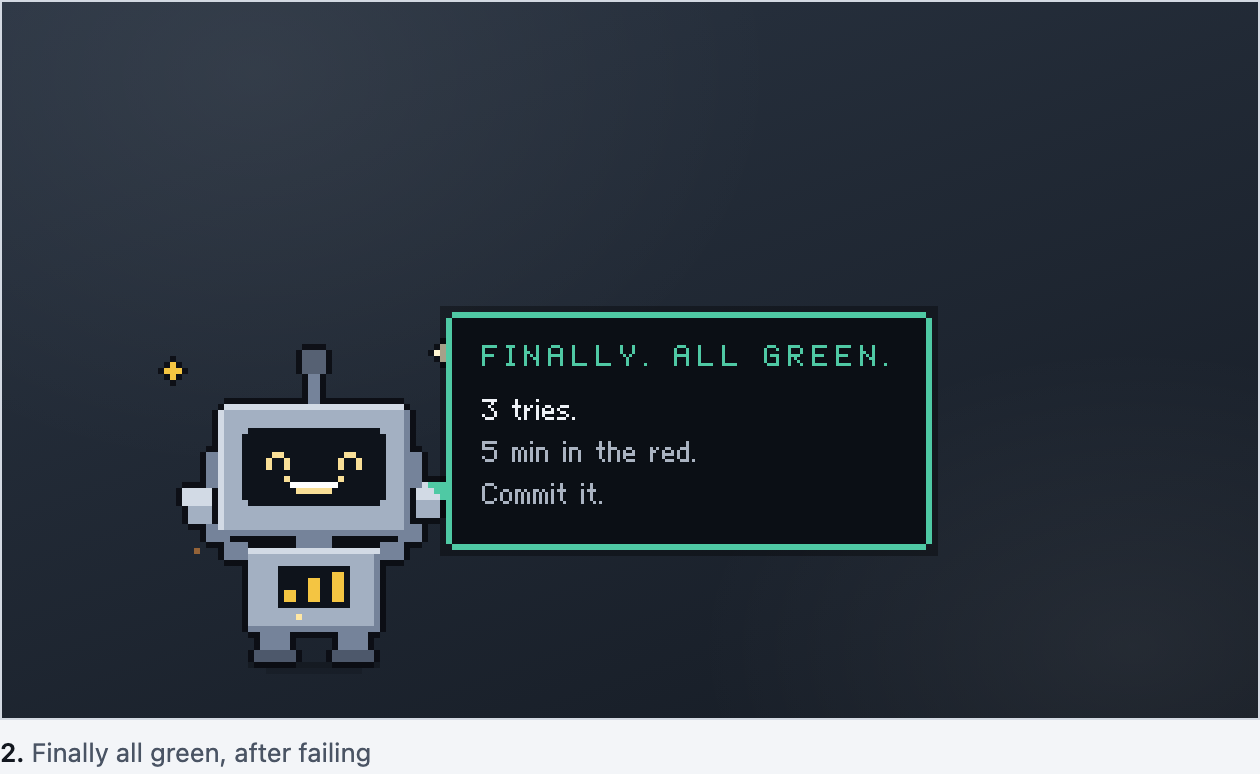 FINALLY. ALL GREEN.
3 tries.
5 min in the red.
Commit it.
2. Finally all green, after failing